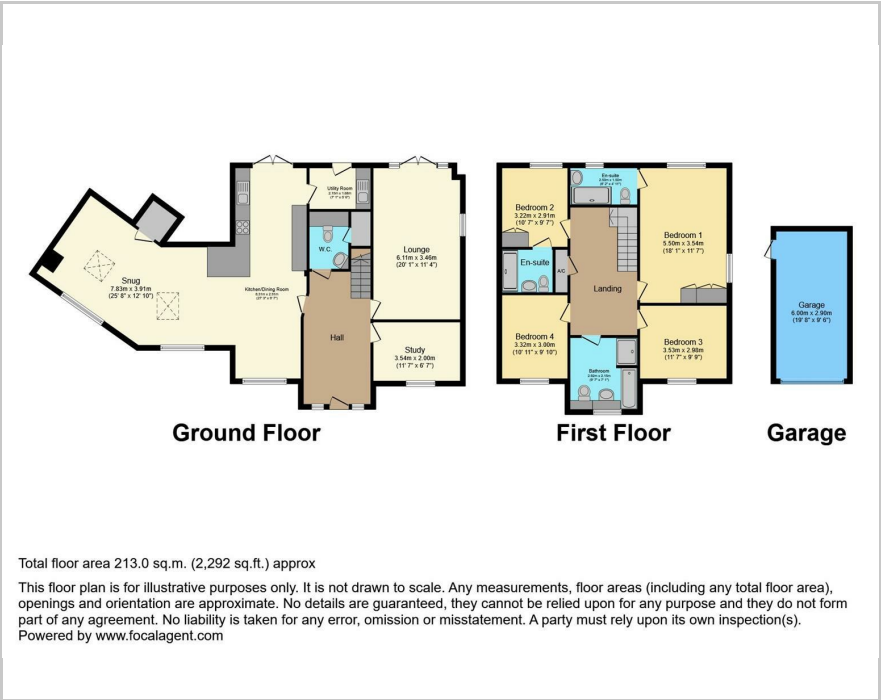 Utility Room
W.C.
Lounge
6.11m x 3.46m
(20' 1" x 11' 4")
Snug
7.83m x 3.91m
(25' 8" x 12' 10")
Kitchen/Dining Room
Hall
Study
3.54m x 2.00m
(11' 7" x 6' 7")
Ground Floor
En-suite
Bedroom 2
3.22m x 2.91m
(10' 7" x 9' 7")
Bedroom 1
5.50m x 3.54m
(18' 1" x 11' 7")
En-suite
A/C
Landing
Bedroom 4
3.32m x 3.00m
(10' 11" x 9' 10")
Bedroom 3
3.53m x 2.98m
(11' 7" x 9' 9")
Bathroom
First Floor
Garage
6.00m x 2.90m
(19' 8" x 9' 6")
Garage
Total floor area 213.0 sq.m. (2,292 sq.ft.) approx
This floor plan is for illustrative purposes only. It is not drawn to scale. Any measurements, floor areas (including any total floor area),
openings and orientation are approximate. No details are guaranteed, they cannot be relied upon for any purpose and they do not form
part of any agreement. No liability is taken for any error, omission or misstatement. A party must rely upon its own inspection(s).
Powered by www.focalagent.com